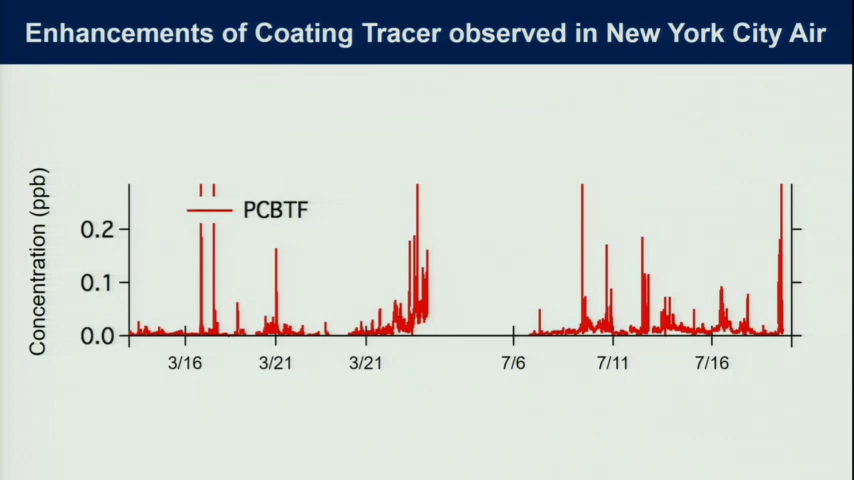 Enhancements of Coating Tracer observed in New York City Air
Concentration (ppb)
PCBTF
0.2
0.1
0.0
3/16 3/21 3/21 7/6 7/11 7/16